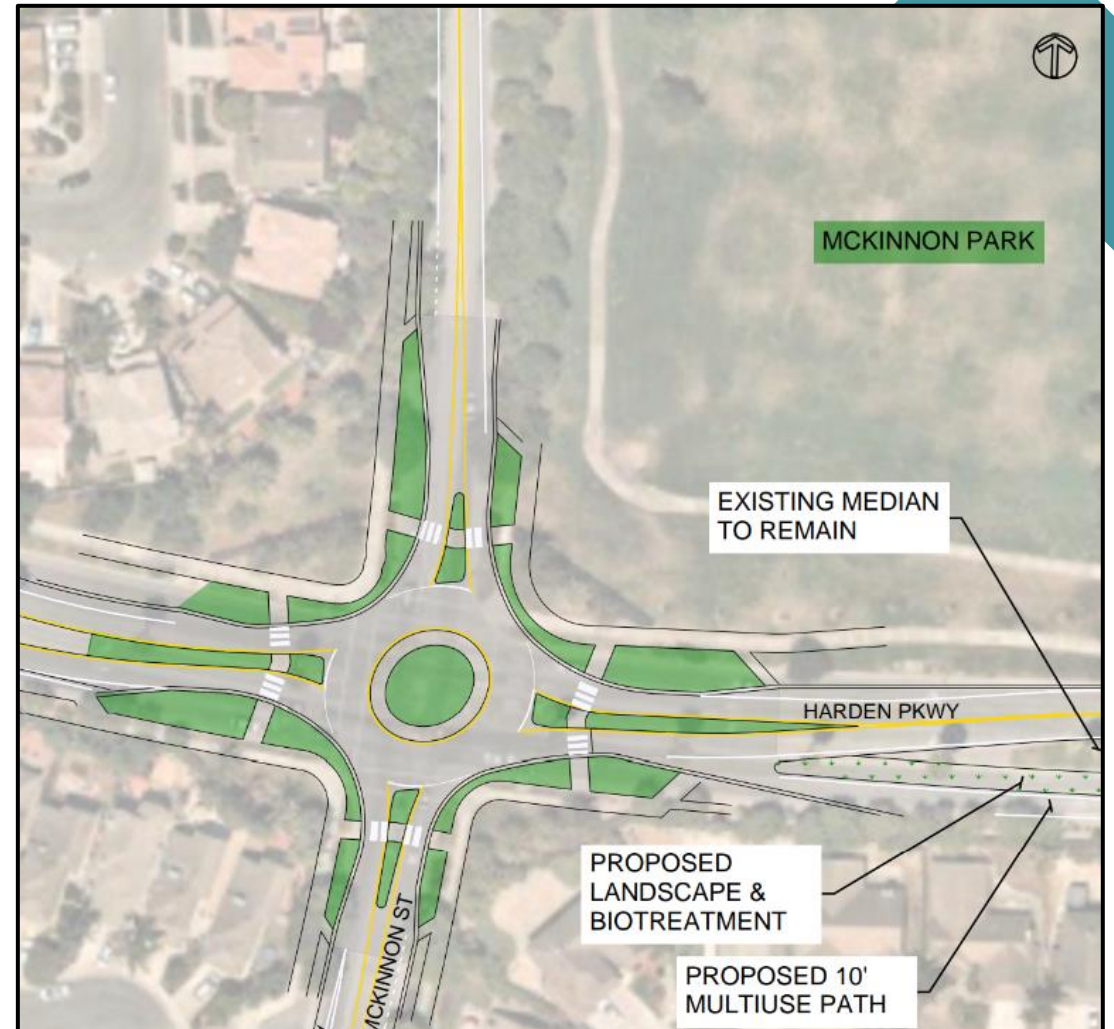 MCKINNON PARK
EXISTING MEDIAN
TO REMAIN
HARDEN PKWY
PROPOSED
LANDSCAPE &
BIOTREATMENT
MCKINNON ST
PROPOSED 10'
MULTIUSE PATH